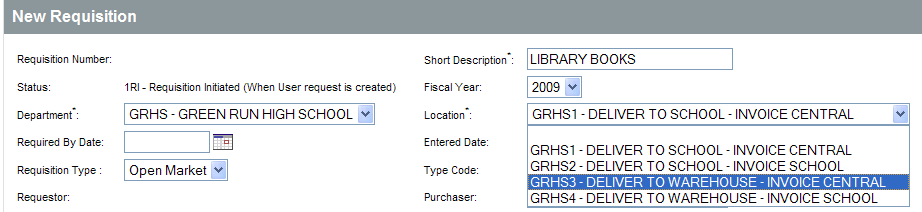 New Requisition
Requisition Number:
Short Description*: LIBRARY BOOKS
Status: 1RI - Requisition Initiated (When User request is created)
Fiscal Year: 2009
Department*: GRHS - GREEN RUN HIGH SCHOOL
Location*: GRHS1 - DELIVER TO SCHOOL - INVOICE CENTRAL
Required By Date:
Entered Date:
GRHS1 - DELIVER TO SCHOOL - INVOICE CENTRAL
Requisition Type : Open Market
Type Code:
GRHS2 - DELIVER TO SCHOOL - INVOICE SCHOOL
GRHS3 - DELIVER TO WAREHOUSE - INVOICE CENTRAL
Requestor:
Purchaser:
GRHS4 - DELIVER TO WAREHOUSE - INVOICE SCHOOL